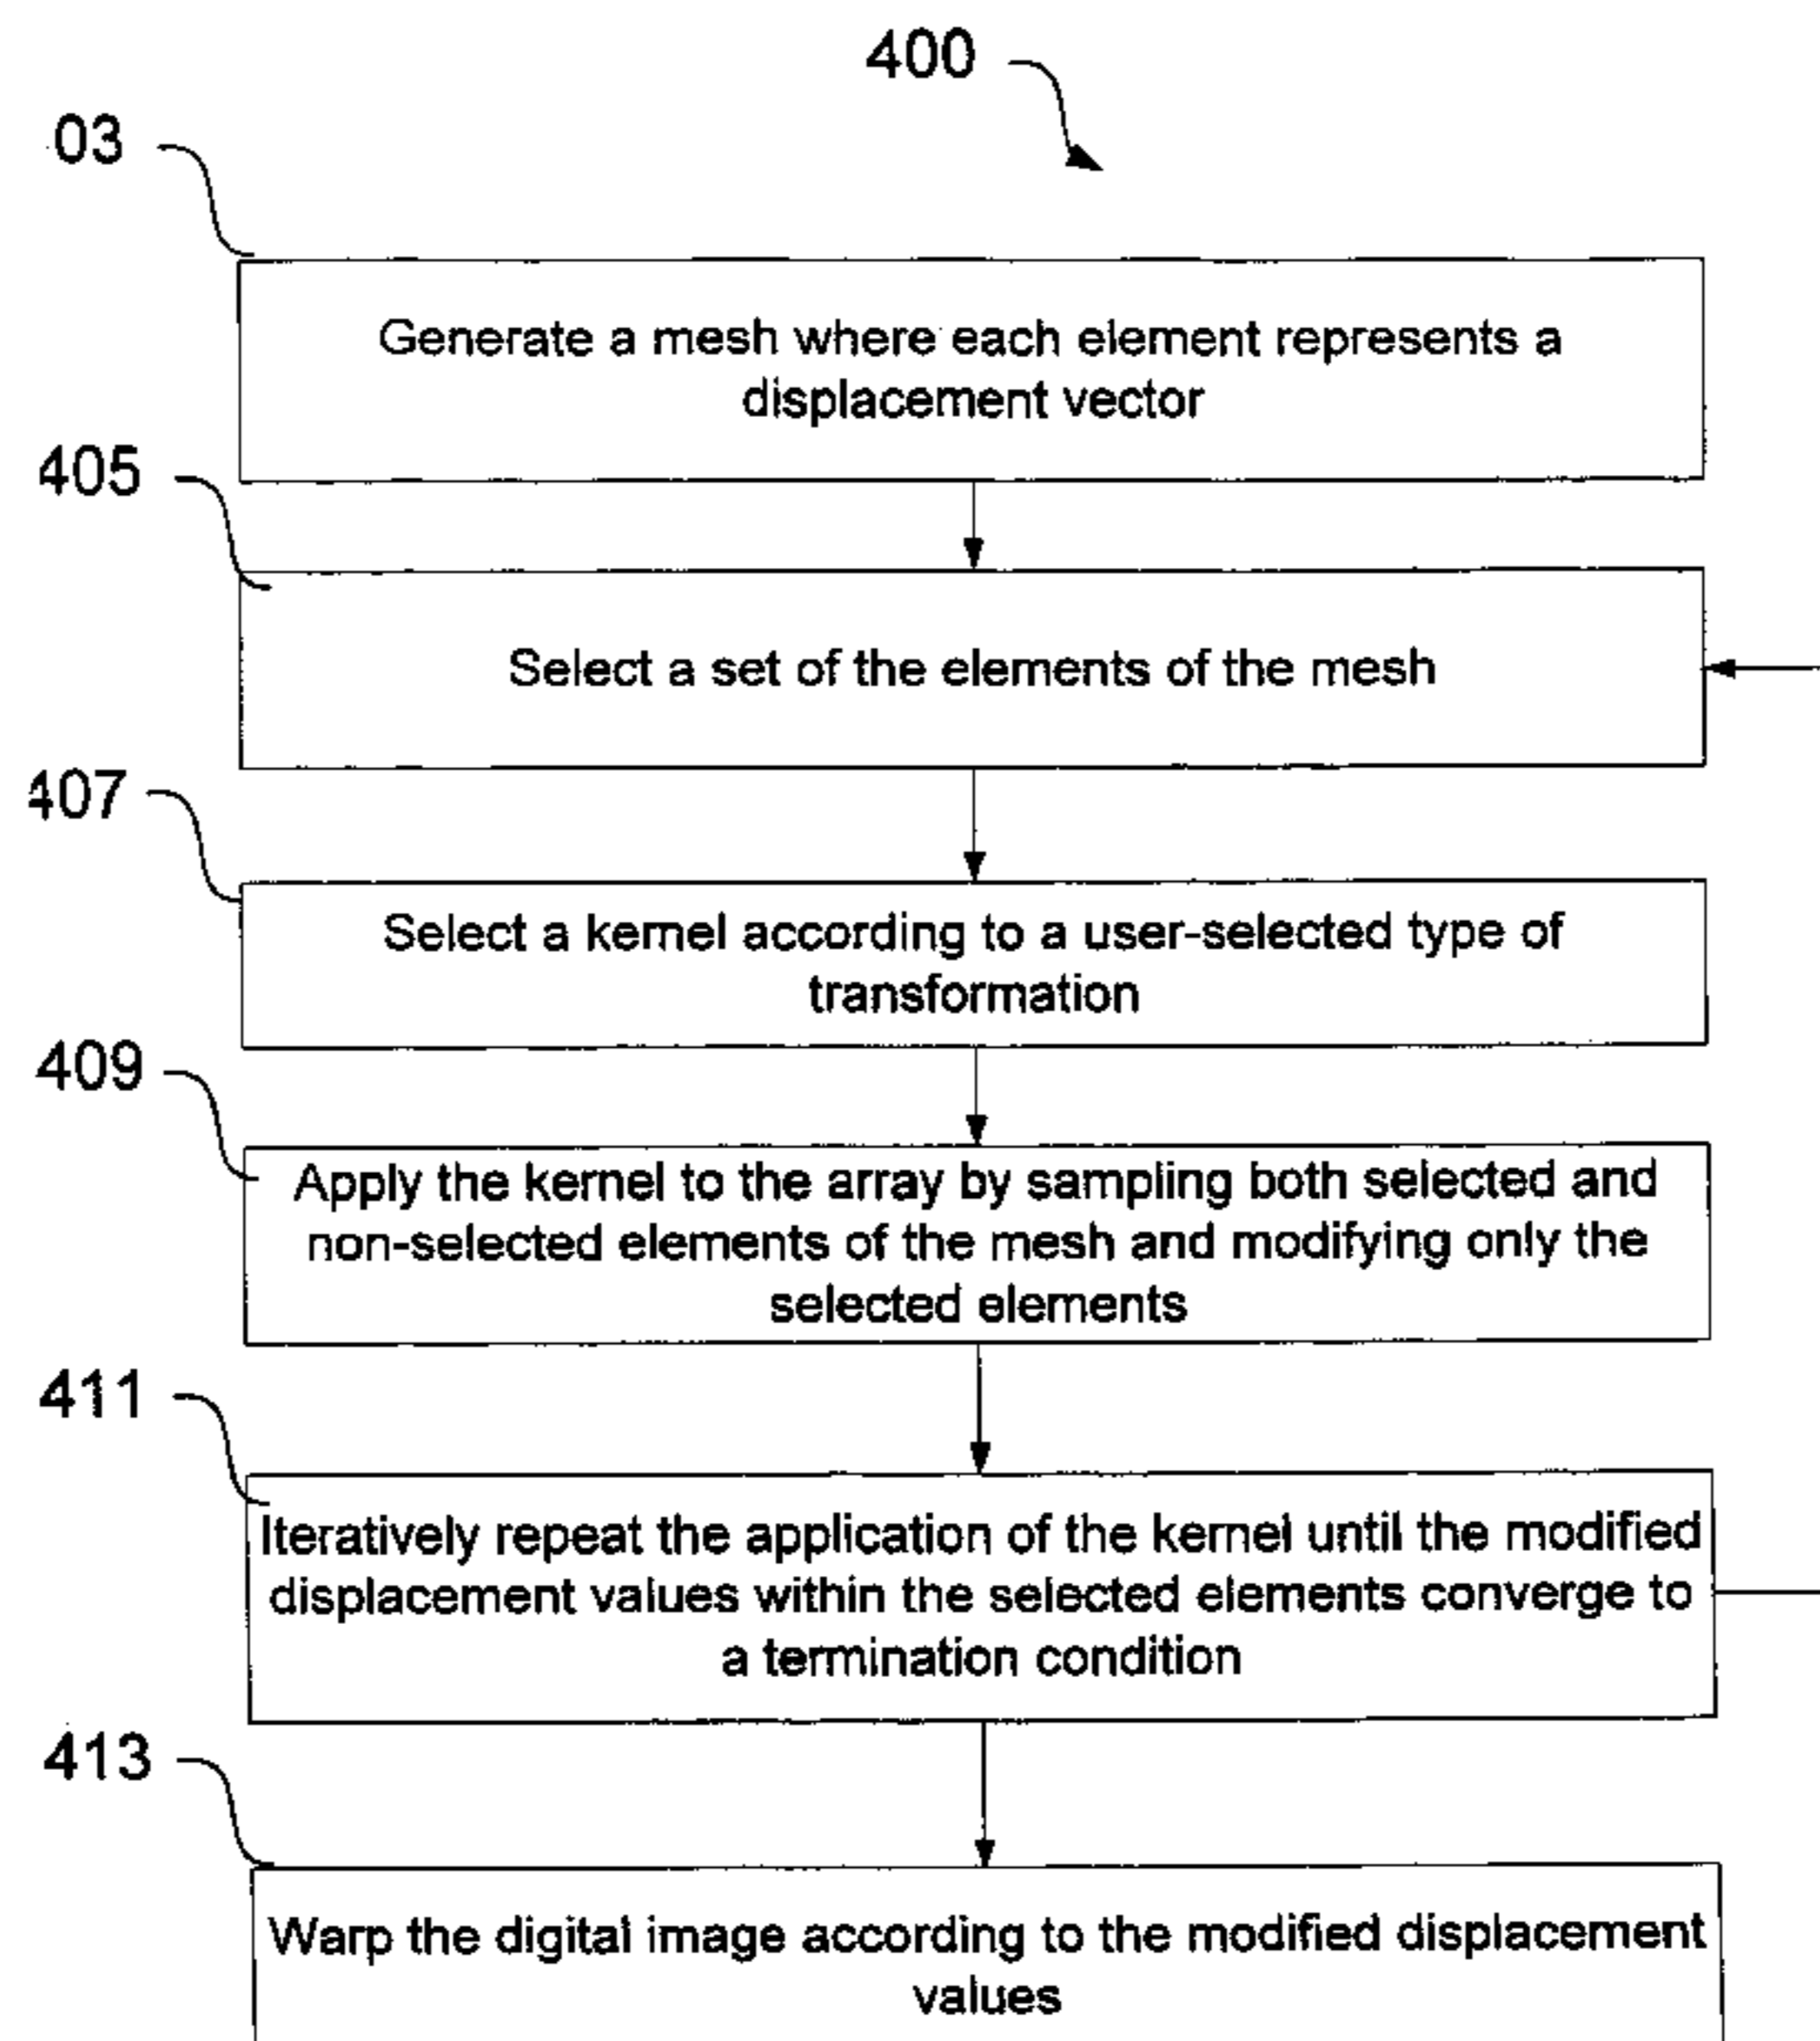 400
03
Generate a mesh where each element represents a
displacement vector
405
Select a set of the elements of the mesh
407
Select a kernel according to a user-selected type of
transformation
409
Apply the kernel to the array by sampling both selected and
non-selected elements of the mesh and modifying only the
selected elements
411
Iteratively repeat the application of the kernel until the modified
displacement values within the selected elements converge to
a termination condition
413
Warp the digital image according to the modified displacement
values